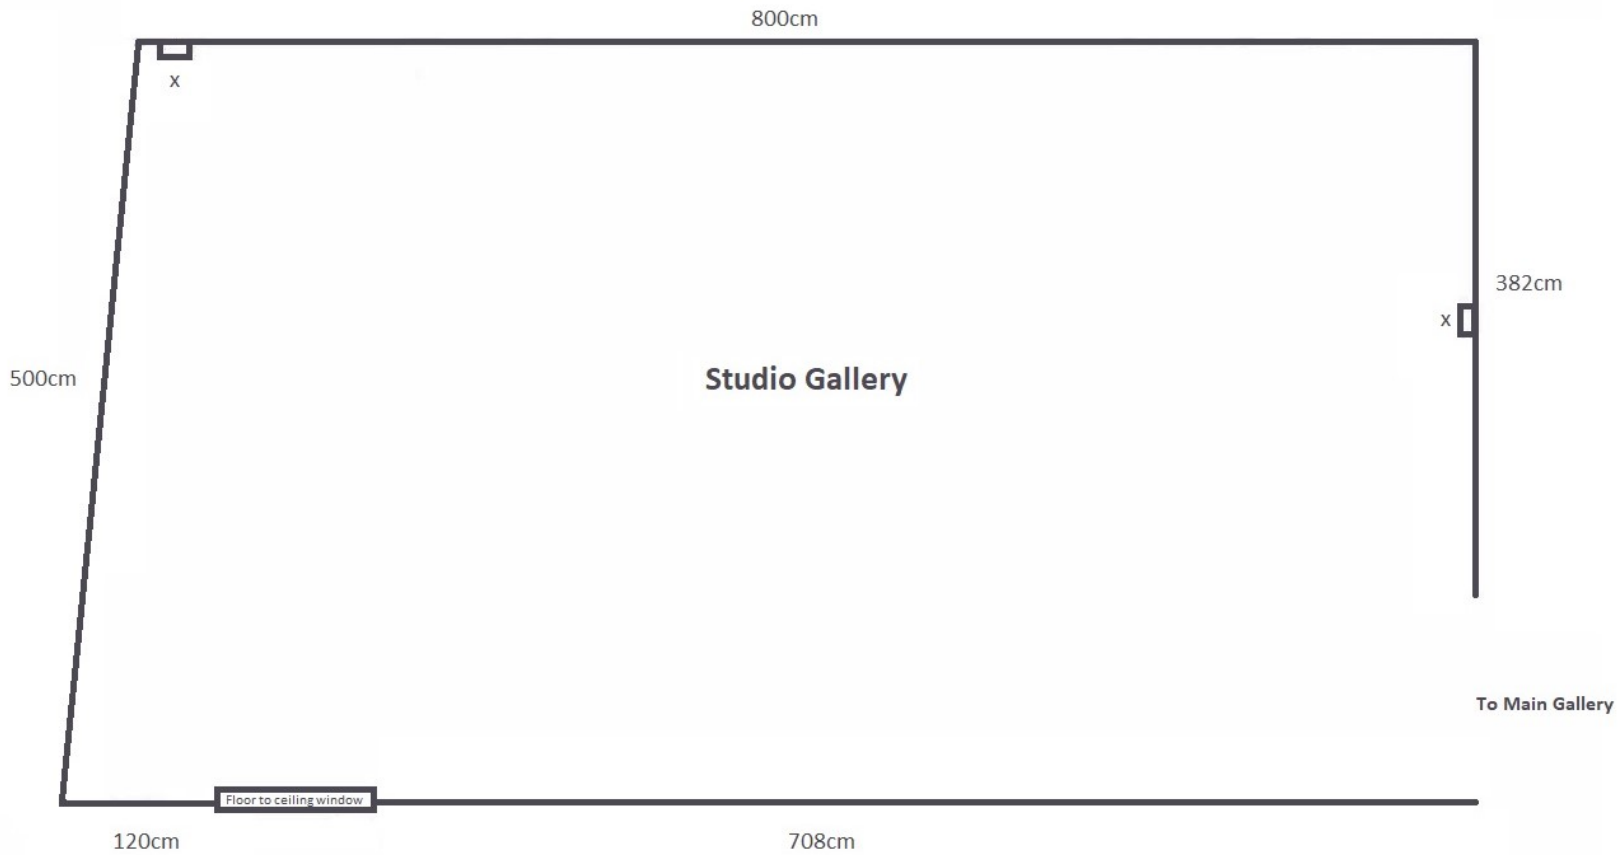 800cm
x
382cm
x
500cm
Studio Gallery
To Main Gallery
Floor to ceiling window
120cm
708cm